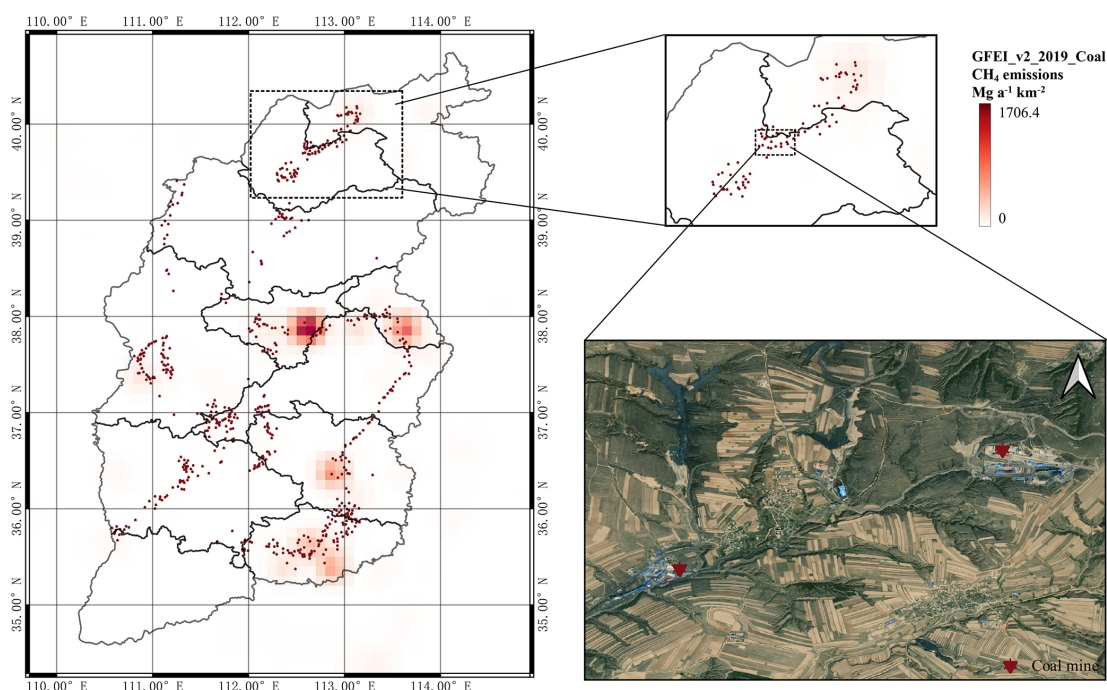 110.00° E 111.00° E 112.00° E 113.00° E 114.00° E
40.00° N
40.00° N
39.00° N
39.00° N
38.00° N
38.00° N
37.00° N
37.00° N
36.00° N
36.00° N
35.00° N
35.00° N
110.00° E 111.00° E 112.00° E 113.00° E 114.00° E
GFEI_v2_2019_Coal
CH₄ emissions
Mg a⁻¹ km⁻²
1706.4
0
Coal mine